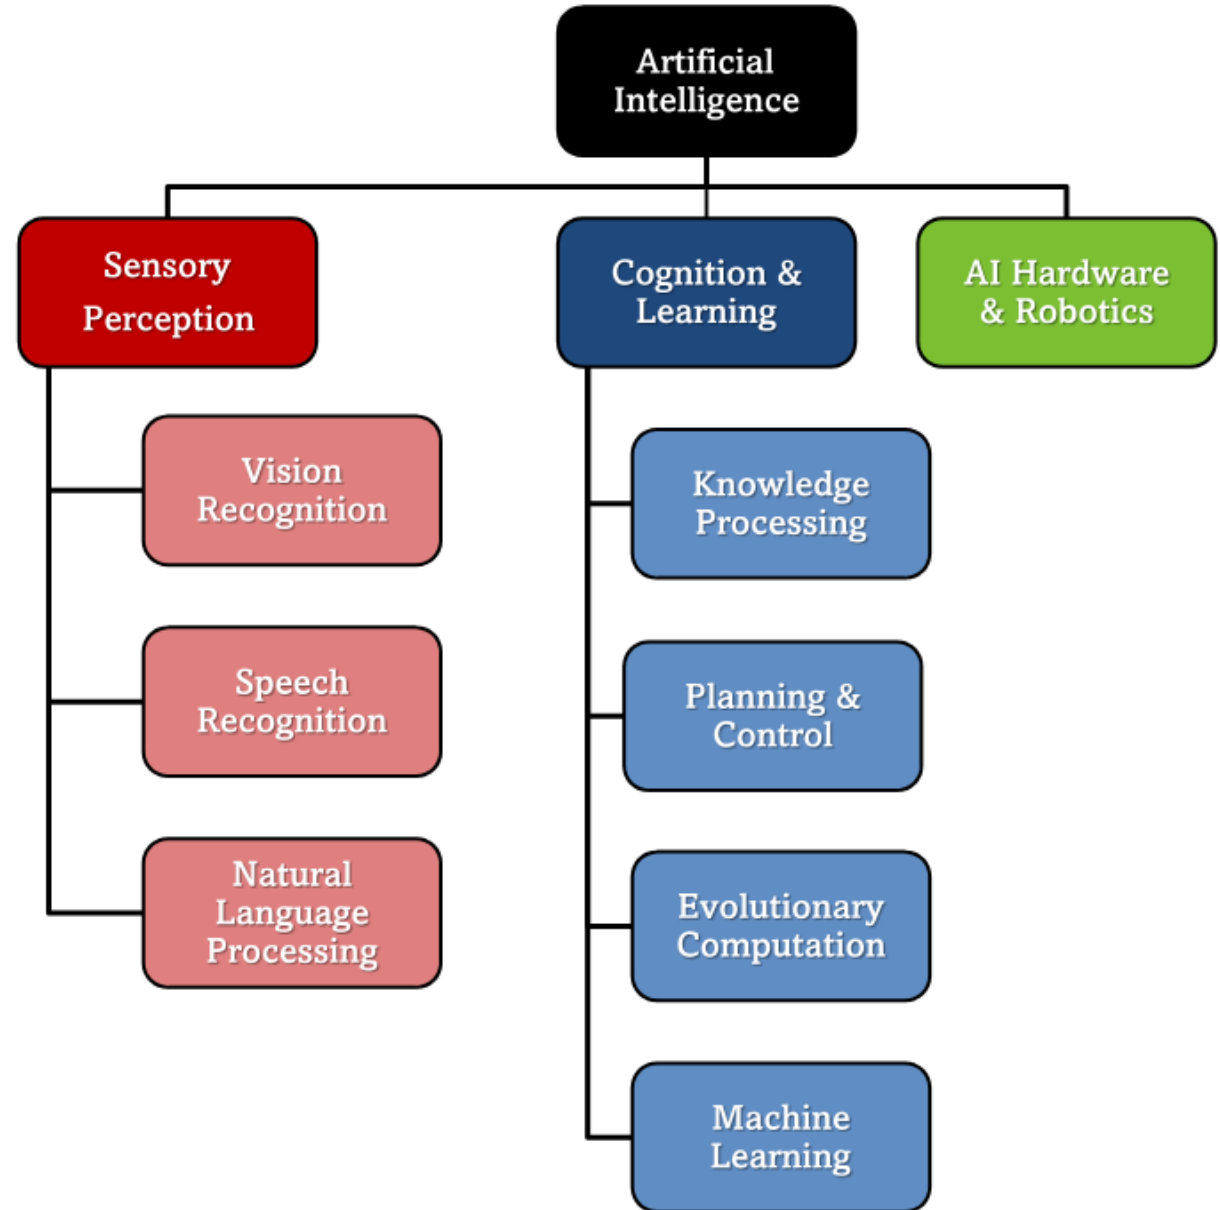 Artificial
Intelligence
Sensory
Perception
Cognition &
Learning
AI Hardware
& Robotics
Vision
Recognition
Speech
Recognition
Natural
Language
Processing
Knowledge
Processing
Planning &
Control
Evolutionary
Computation
Machine
Learning